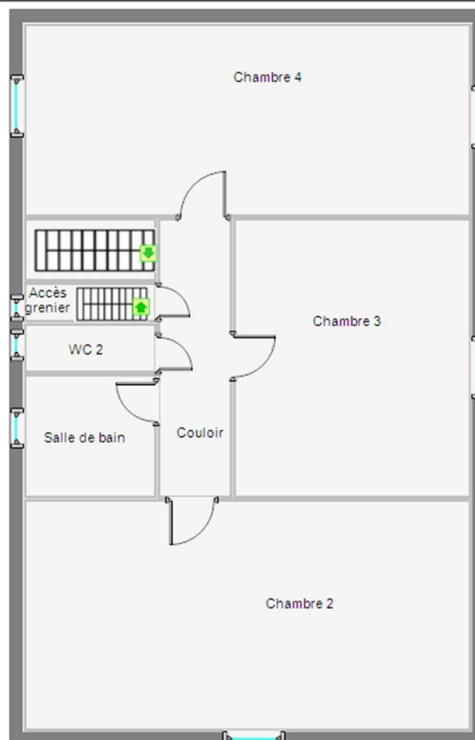 Chambre 4
Accès
grenier
Chambre 3
WC 2
Couloir
Salle de bain
Chambre 2